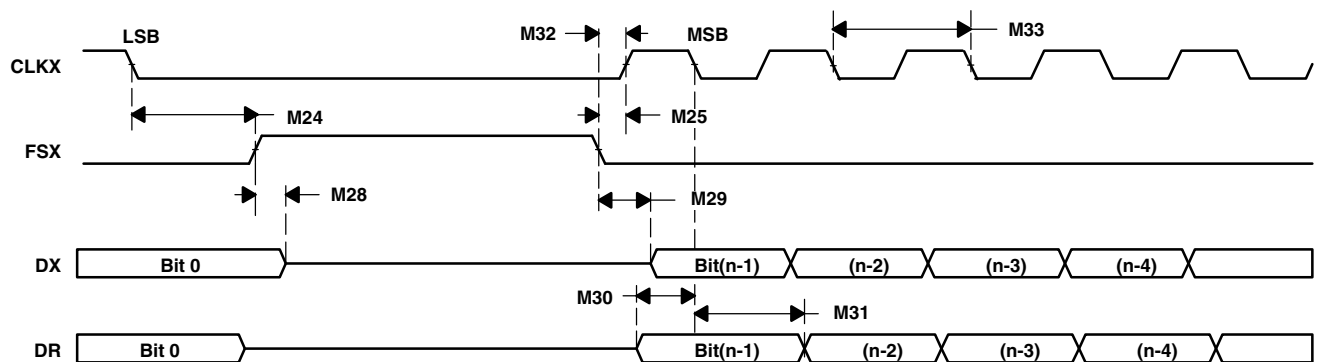 LSB
M32
MSB
M33
CLKX
M24
M25
FSX
M28
M29
DX
Bit 0
Bit(n-1)
(n-2)
(n-3)
(n-4)
M30
M31
DR
Bit 0
Bit(n-1)
(n-2)
(n-3)
(n-4)